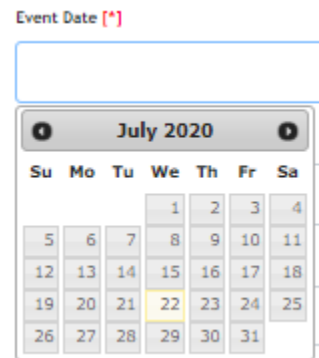 Event Date [*]
July 2020
Su Mo Tu We Th Fr Sa
1 2 3 4
5 6 7 8 9 10 11
12 13 14 15 16 17 18
19 20 21 22 23 24 25
26 27 28 29 30 31